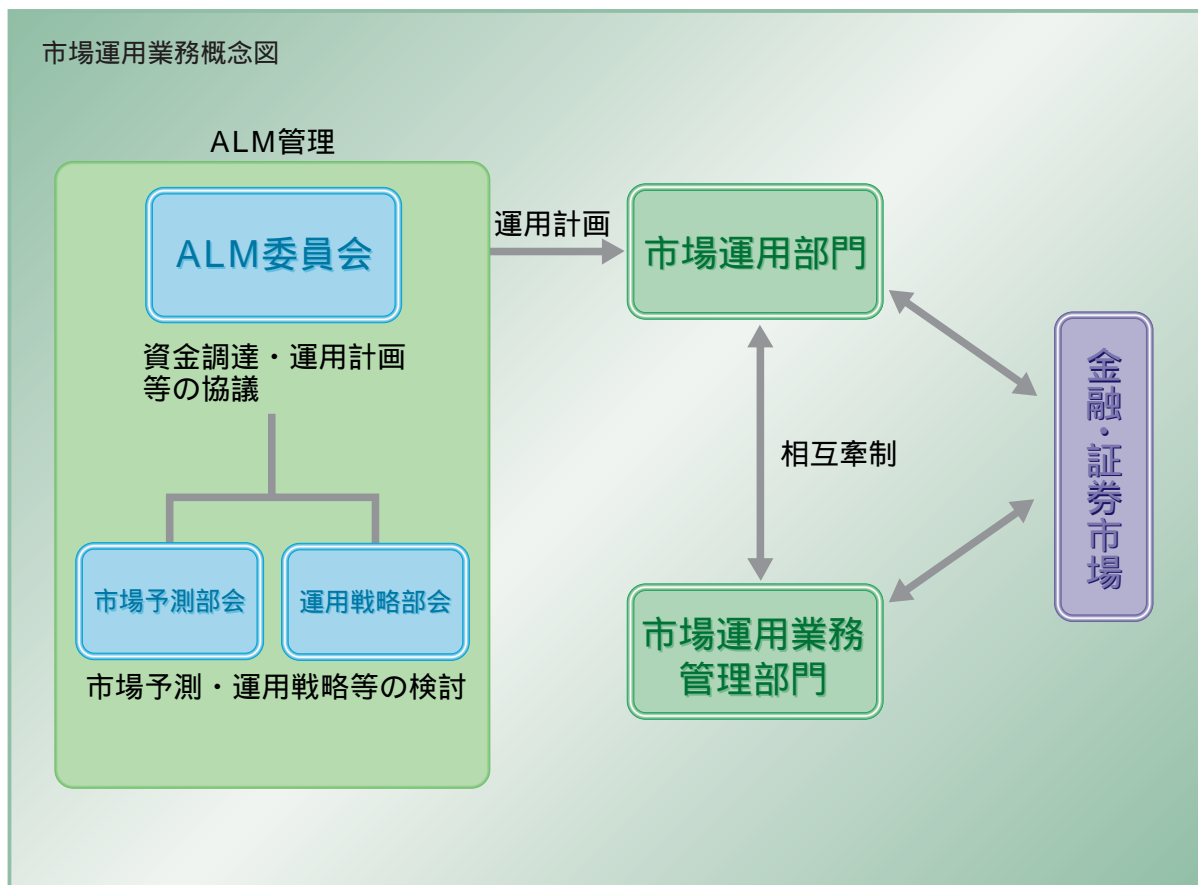 市場運用業務概念図
ALM管理
ALM委員会
資金調達・運用計画
等の協議
市場予測部会
運用戦略部会
市場予測・運用戦略等の検討
運用計画
市場運用部門
相互牽制
市場運用業務
管理部門
金融・証券市場